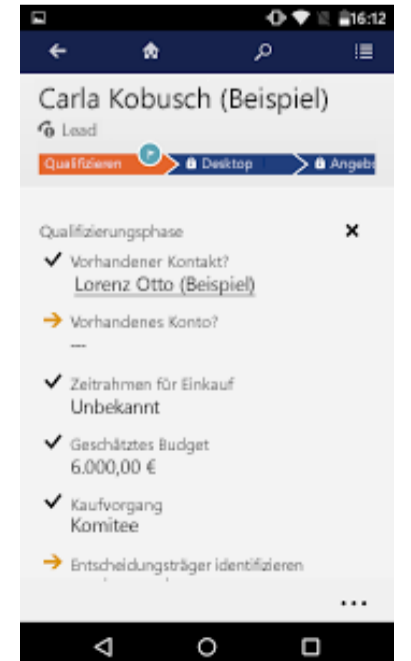 16:12
Carla Kobusch (Beispiel)
Lead
Qualifizieren
Desktop
Angebo
Qualifizierungsphase
Vorhandener Kontakt?
Lorenz Otto (Beispiel)
Vorhandenes Konto?
---
Zeitrahmen für Einkauf
Unbekannt
Geschätztes Budget
6.000,00 €
Kaufvorgang
Komitee
Entscheidungsträger identifizieren